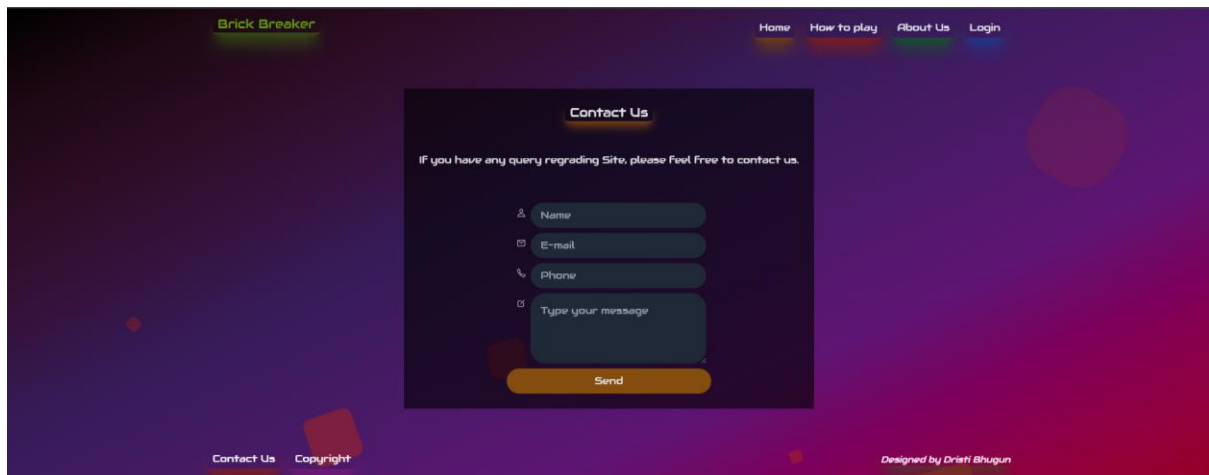 Brick Breaker
Home How to play About Us Login
Contact Us
If you have any query regrading Site, please feel free to contact us.
Name
E-mail
Phone
Type your message
Send
Contact Us Copyright
Designed by Dristi Bhugun